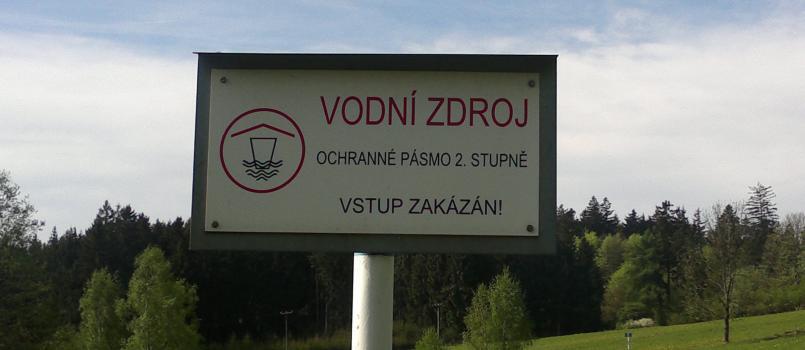 VODNÍ ZDROJ
OCHRANNÉ PÁSMO 2. STUPNĚ
VSTUP ZAKÁZÁN!